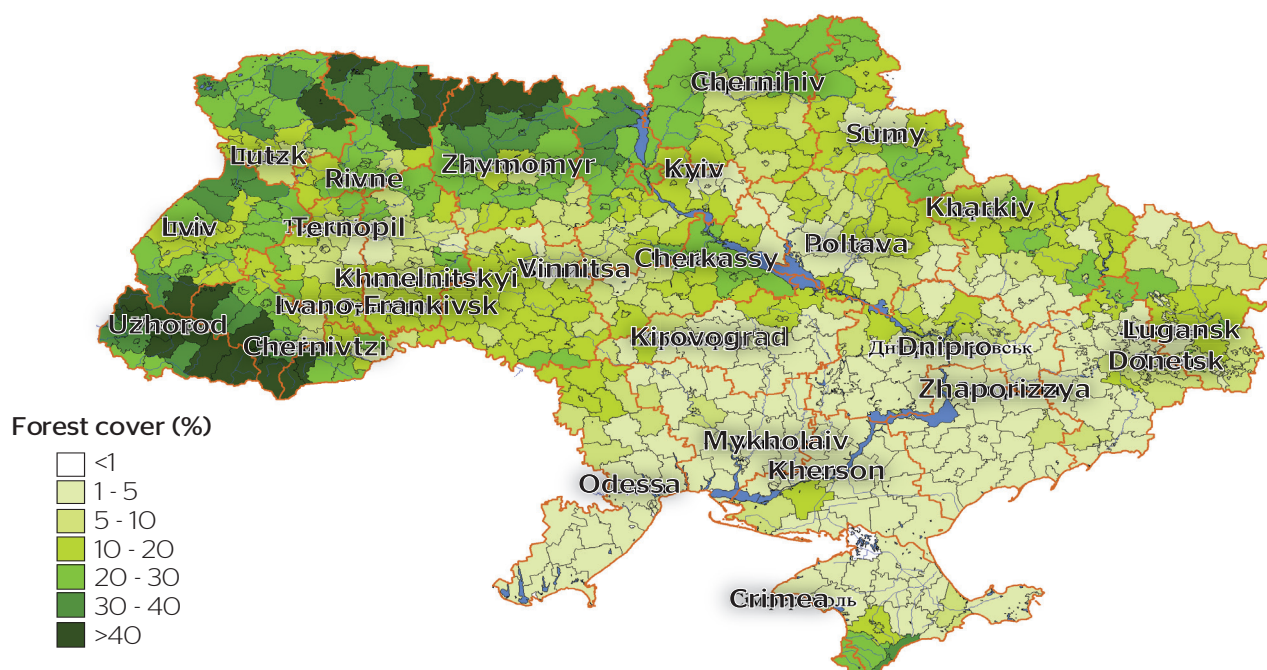 Chernihiv
Sumy
Lutzk
Rivne
Zhymomyr
Kyiv
Kharkiv
Lviv
Ternopil
Khmelnitskyi
Vinnitsa
Cherkassy
Poltava
Ivano-Frankivsk
Uzhorod
Chernivtzi
Kirovograd
Dnipro
Lugansk
Donetsk
Zhaporizzya
Mykholaiv
Kherson
Odessa
Crimea
Forest cover (%)
<1
1 - 5
5 - 10
10 - 20
20 - 30
30 - 40
>40